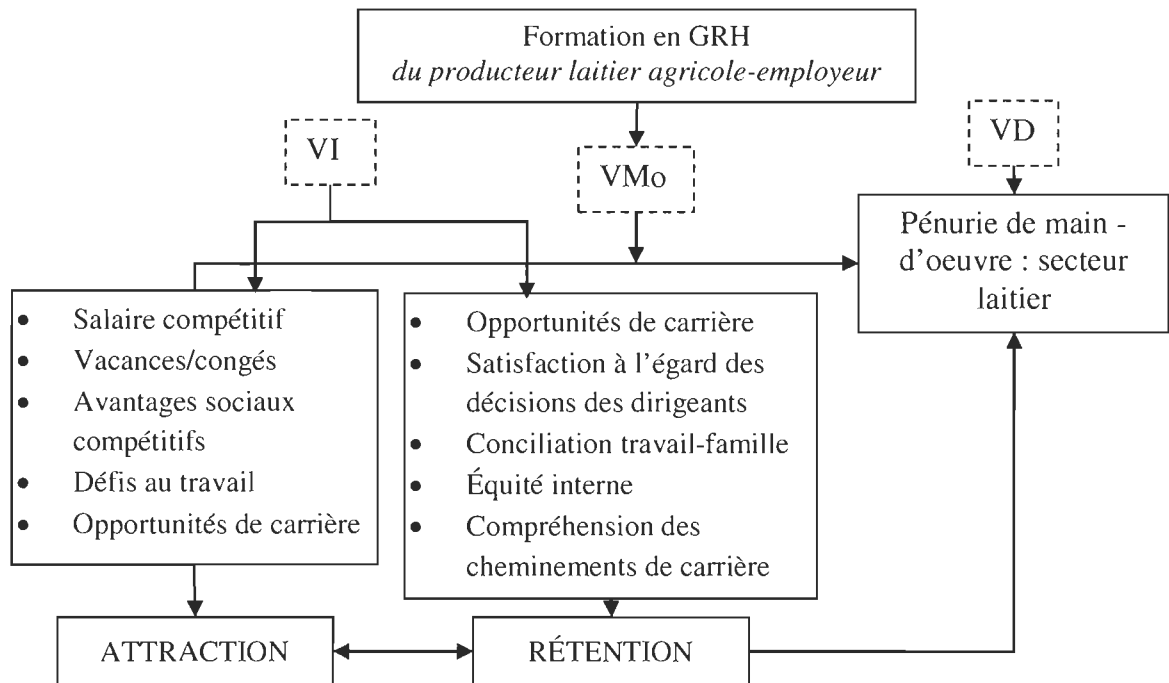 Formation en GRH
du producteur laitier agricole-employeur
VI
VMo
VD
Pénurie de main -
d'oeuvre : secteur
laitier
• Salaire compétitif
• Vacances/congés
• Avantages sociaux
compétitifs
• Défis au travail
• Opportunités de carrière
• Opportunités de carrière
• Satisfaction à l'égard des
décisions des dirigeants
• Conciliation travail-famille
• Équité interne
• Compréhension des
cheminements de carrière
ATTRACTION
RÉTENTION